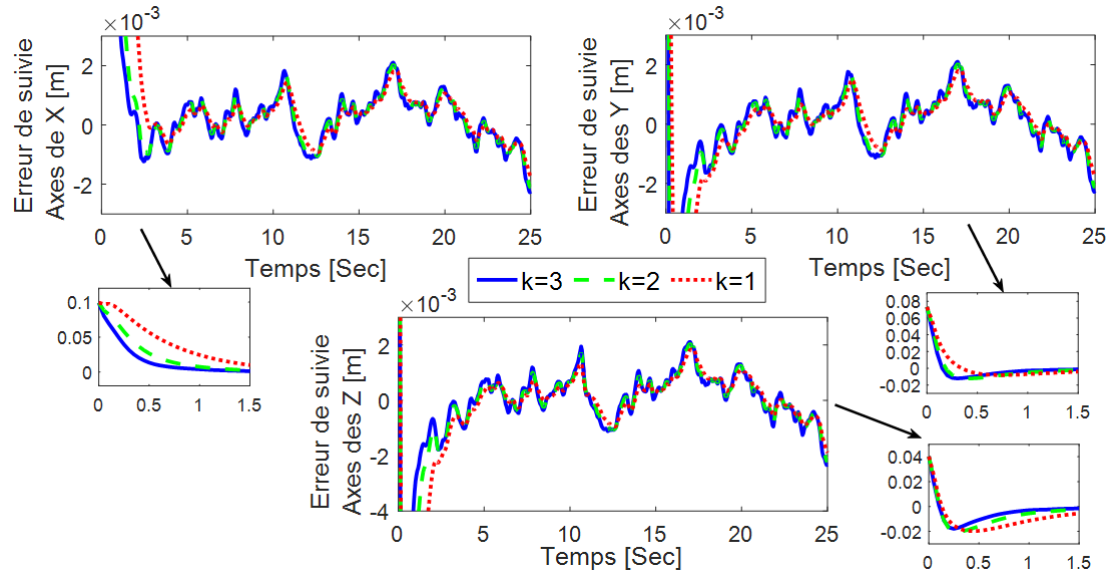 ×10⁻³
Erreur de suivie
Axes de X [m]
2
0
-2
0 5 10 15 20 25
Temps [Sec]
×10⁻³
Erreur de suivie
Axes des Y [m]
2
0
-2
0 5 10 15 20 25
Temps [Sec]
k=3 k=2 k=1
0.1
0.05
0
0 0.5 1 1.5
×10⁻³
Erreur de suivie
Axes des Z [m]
2
0
-2
-4
0 5 10 15 20 25
Temps [Sec]
0.08
0.06
0.04
0.02
0
-0.02
0 0.5 1 1.5
0.04
0.02
0
-0.02
0 0.5 1 1.5